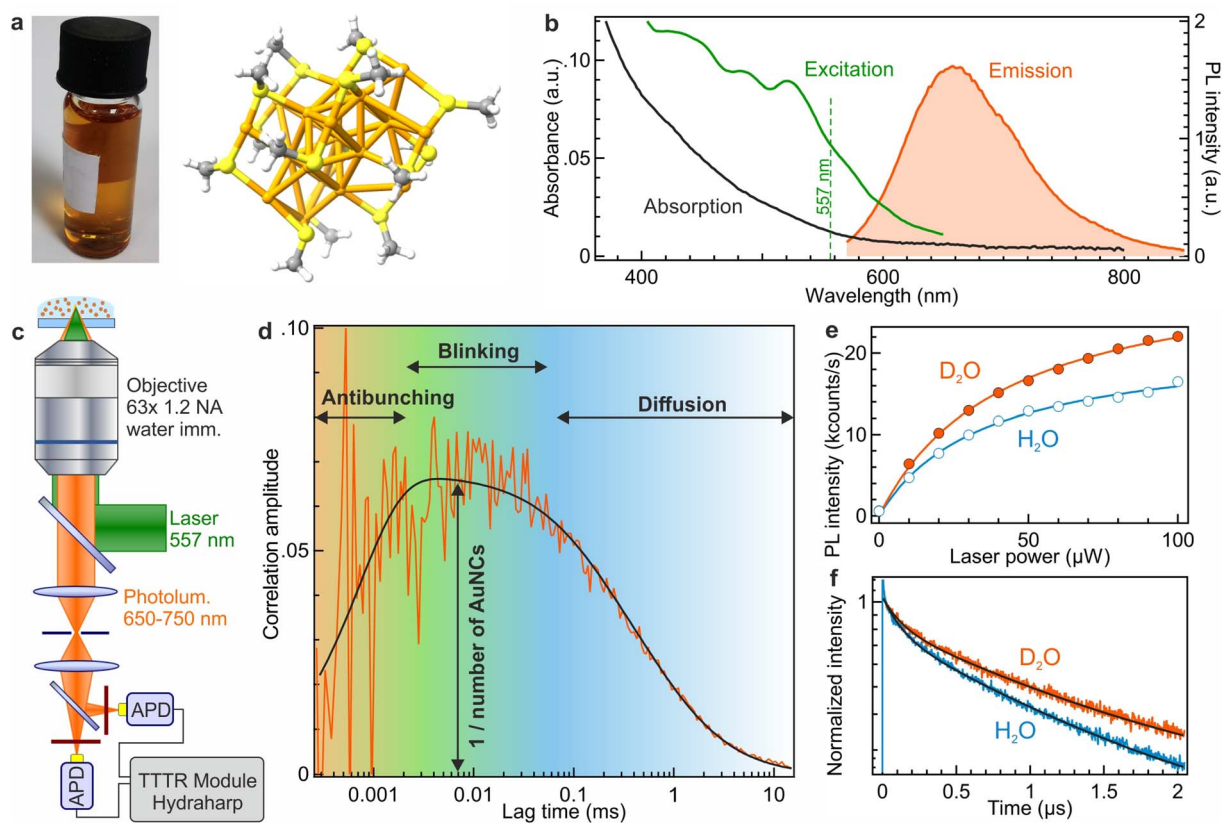 a
b
.10
.05
0
Absorbance (a.u.)
Excitation
Emission
Absorption
557 nm
2
1
0
PL intensity (a.u.)
400
600
800
Wavelength (nm)
c
Objective
63x 1.2 NA
water imm.
Laser
557 nm
Photolum.
650-750 nm
APD
APD
TTTR Module
Hydraharp
d
.10
.05
0
Correlation amplitude
Blinking
Antibunching
Diffusion
1 / number of AuNCs
0.001
0.01
0.1
1
10
Lag time (ms)
e
20
10
0
PL intensity (kcounts/s)
D₂O
H₂O
0
50
100
Laser power (µW)
f
1
Normalized intensity
D₂O
H₂O
0
0.5
1
1.5
2
Time (µs)